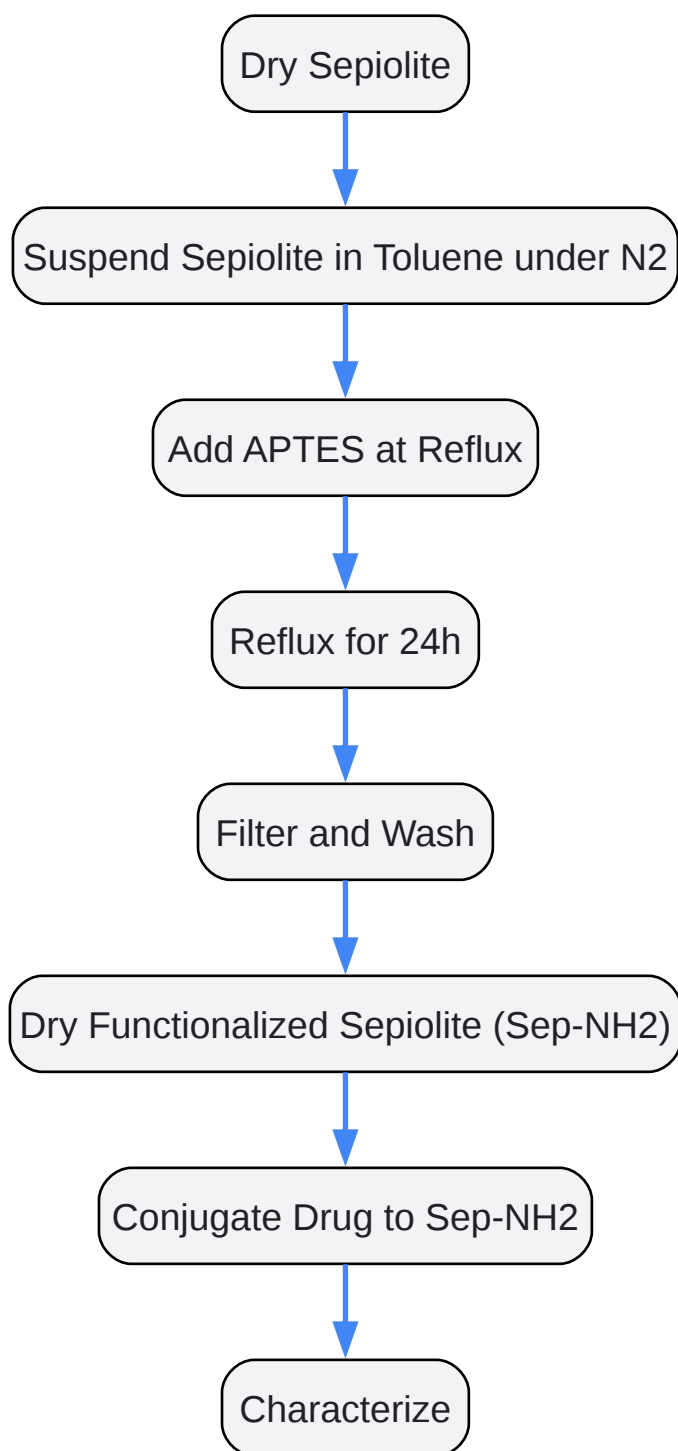 Dry Sepiolite
Suspend Sepiolite in Toluene under N2
Add APTES at Reflux
Reflux for 24h
Filter and Wash
Dry Functionalized Sepiolite (Sep-NH2)
Conjugate Drug to Sep-NH2
Characterize